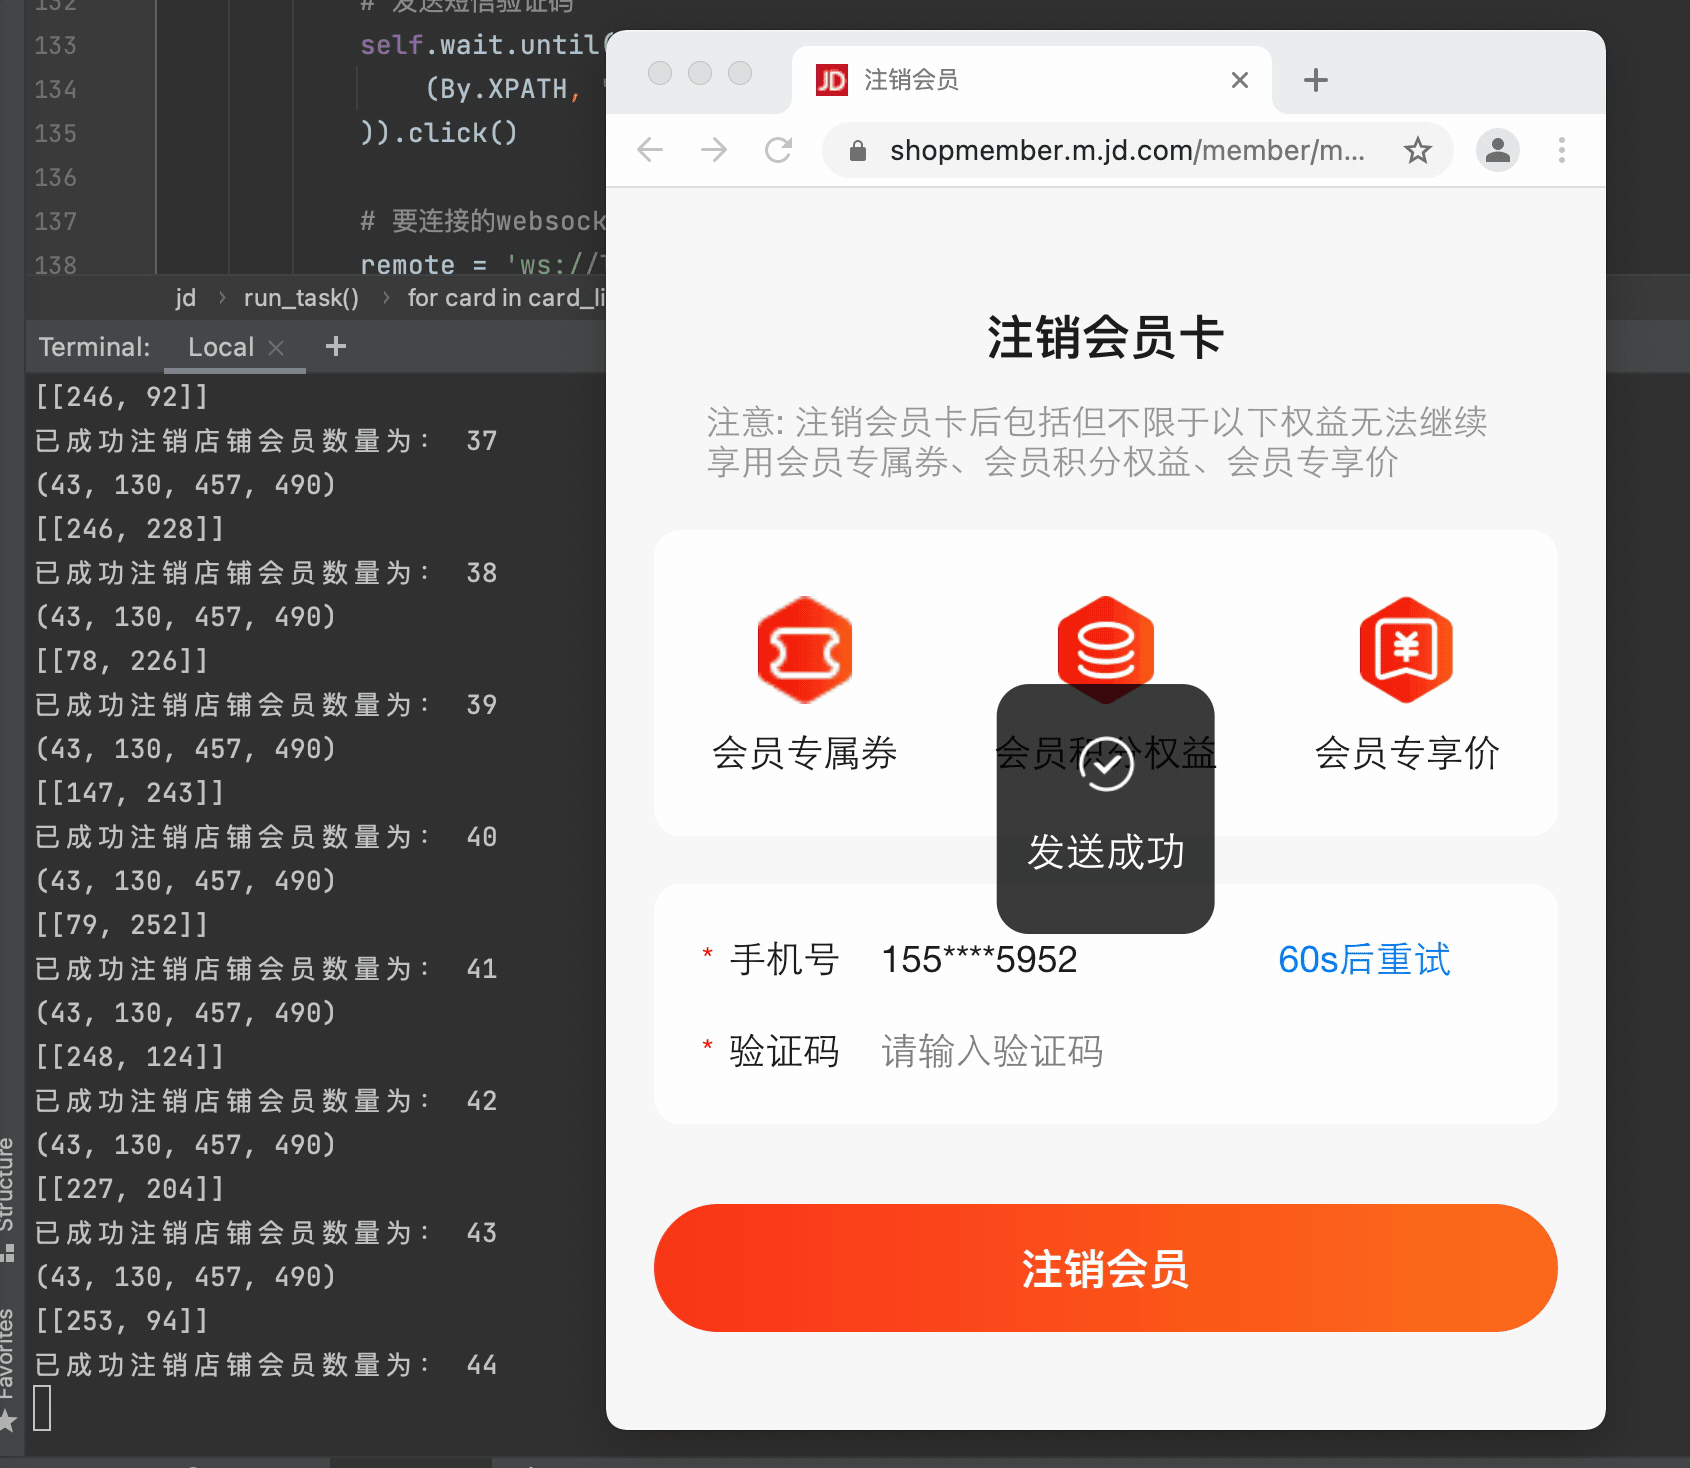 132
# 发送短信验证码
133
self.wait.until(
134
(By.XPATH,
135
)).click()
136
137
# 要连接的websock
138
remote = 'ws://
jd
run_task()
for card in card_li
Terminal:
Local
[[246, 92]]
已成功注销店铺会员数量为： 37
(43, 130, 457, 490)
[[246, 228]]
已成功注销店铺会员数量为： 38
(43, 130, 457, 490)
[[78, 226]]
已成功注销店铺会员数量为： 39
(43, 130, 457, 490)
[[147, 243]]
已成功注销店铺会员数量为： 40
(43, 130, 457, 490)
[[79, 252]]
已成功注销店铺会员数量为： 41
(43, 130, 457, 490)
[[248, 124]]
已成功注销店铺会员数量为： 42
(43, 130, 457, 490)
[[227, 204]]
已成功注销店铺会员数量为： 43
(43, 130, 457, 490)
[[253, 94]]
已成功注销店铺会员数量为： 44
Structure
Favorites
JD 注销会员
shopmember.m.jd.com/member/m...
注销会员卡
注意: 注销会员卡后包括但不限于以下权益无法继续
享用会员专属券、会员积分权益、会员专享价
会员专属券
会员积分权益
会员专享价
发送成功
* 手机号 155****5952 60s后重试
* 验证码 请输入验证码
注销会员